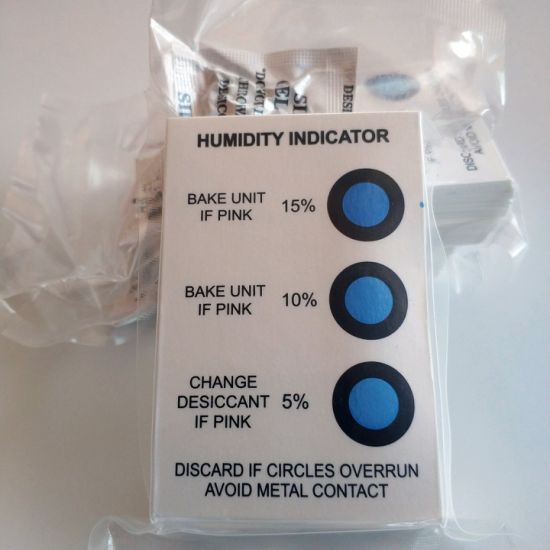 HUMIDITY INDICATOR
BAKE UNIT
IF PINK
15%
BAKE UNIT
IF PINK
10%
CHANGE
DESICCANT
IF PINK
5%
DISCARD IF CIRCLES OVERRUN
AVOID METAL CONTACT